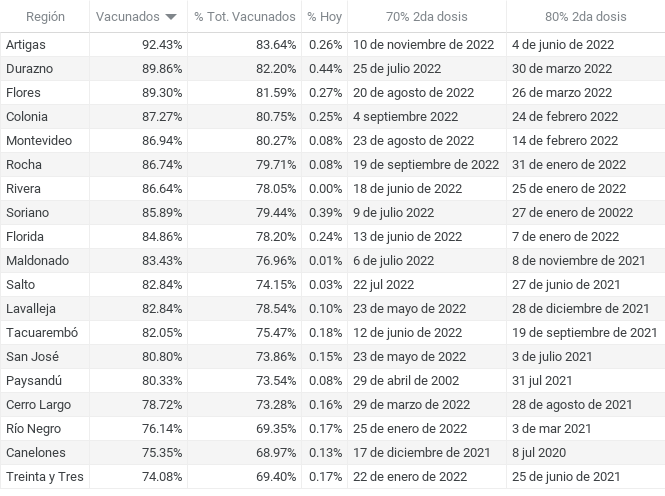 Región Vacunados % Tot. Vacunados % Hoy 70% 2da dosis 80% 2da dosis
Artigas 92.43% 83.64% 0.26% 10 de noviembre de 2022 4 de junio de 2022
Durazno 89.86% 82.20% 0.44% 25 de julio 2022 30 de marzo 2022
Flores 89.30% 81.59% 0.27% 20 de agosto de 2022 26 de marzo 2022
Colonia 87.27% 80.75% 0.25% 4 septiembre 2022 24 de febrero 2022
Montevideo 86.94% 80.27% 0.08% 23 de agosto de 2022 14 de febrero 2022
Rocha 86.74% 79.71% 0.08% 19 de septiembre de 2022 31 de enero de 2022
Rivera 86.64% 78.05% 0.00% 18 de junio de 2022 25 de enero de 2022
Soriano 85.89% 79.44% 0.39% 9 de julio 2022 27 de enero de 20022
Florida 84.86% 78.20% 0.24% 13 de junio de 2022 7 de enero de 2022
Maldonado 83.43% 76.96% 0.01% 6 de julio 2022 8 de noviembre de 2021
Salto 82.84% 74.15% 0.03% 22 jul 2022 27 de junio de 2021
Lavalleja 82.84% 78.54% 0.10% 23 de mayo de 2022 28 de diciembre de 2021
Tacuarembó 82.05% 75.47% 0.18% 12 de junio de 2022 19 de septiembre de 2021
San José 80.80% 73.86% 0.15% 23 de mayo de 2022 3 de julio 2021
Paysandú 80.33% 73.54% 0.08% 29 de abril de 2002 31 jul 2021
Cerro Largo 78.72% 73.28% 0.16% 29 de marzo de 2022 28 de agosto de 2021
Río Negro 76.14% 69.35% 0.17% 25 de enero de 2022 3 de mar 2021
Canelones 75.35% 68.97% 0.13% 17 de diciembre de 2021 8 jul 2020
Treinta y Tres 74.08% 69.40% 0.17% 22 de enero de 2022 25 de junio de 2021